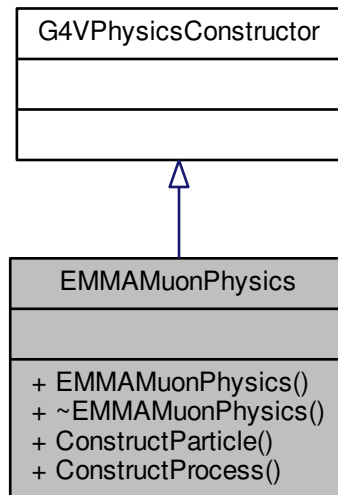 G4VPhysicsConstructor
EMMAMuonPhysics
+ EMMAMuonPhysics()
+ ~EMMAMuonPhysics()
+ ConstructParticle()
+ ConstructProcess()